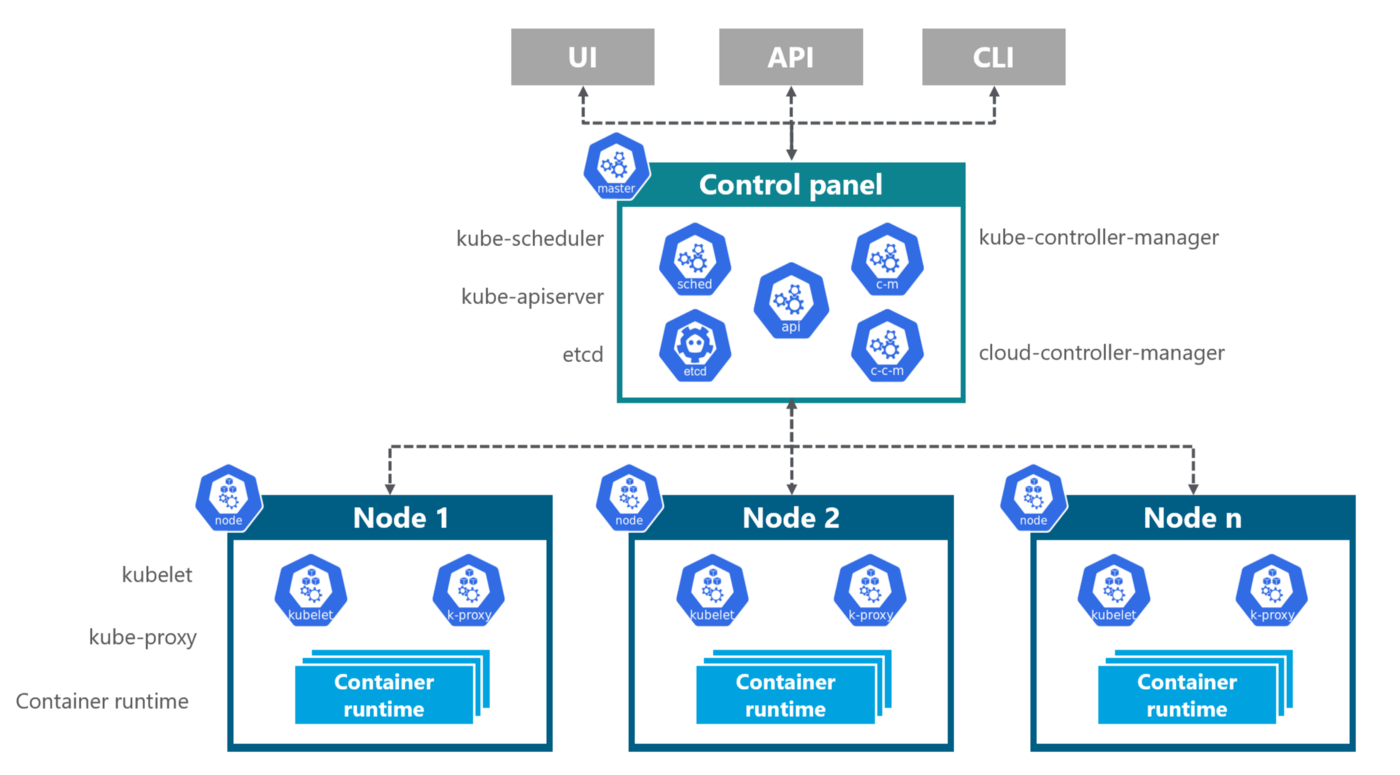 UI
API
CLI
master
Control panel
kube-scheduler
kube-apiserver
etcd
sched
api
etcd
c-m
c-c-m
kube-controller-manager
cloud-controller-manager
node
Node 1
node
Node 2
node
Node n
kubelet
kube-proxy
Container runtime
kubelet
k-proxy
Container
runtime
kubelet
k-proxy
Container
runtime
kubelet
k-proxy
Container
runtime